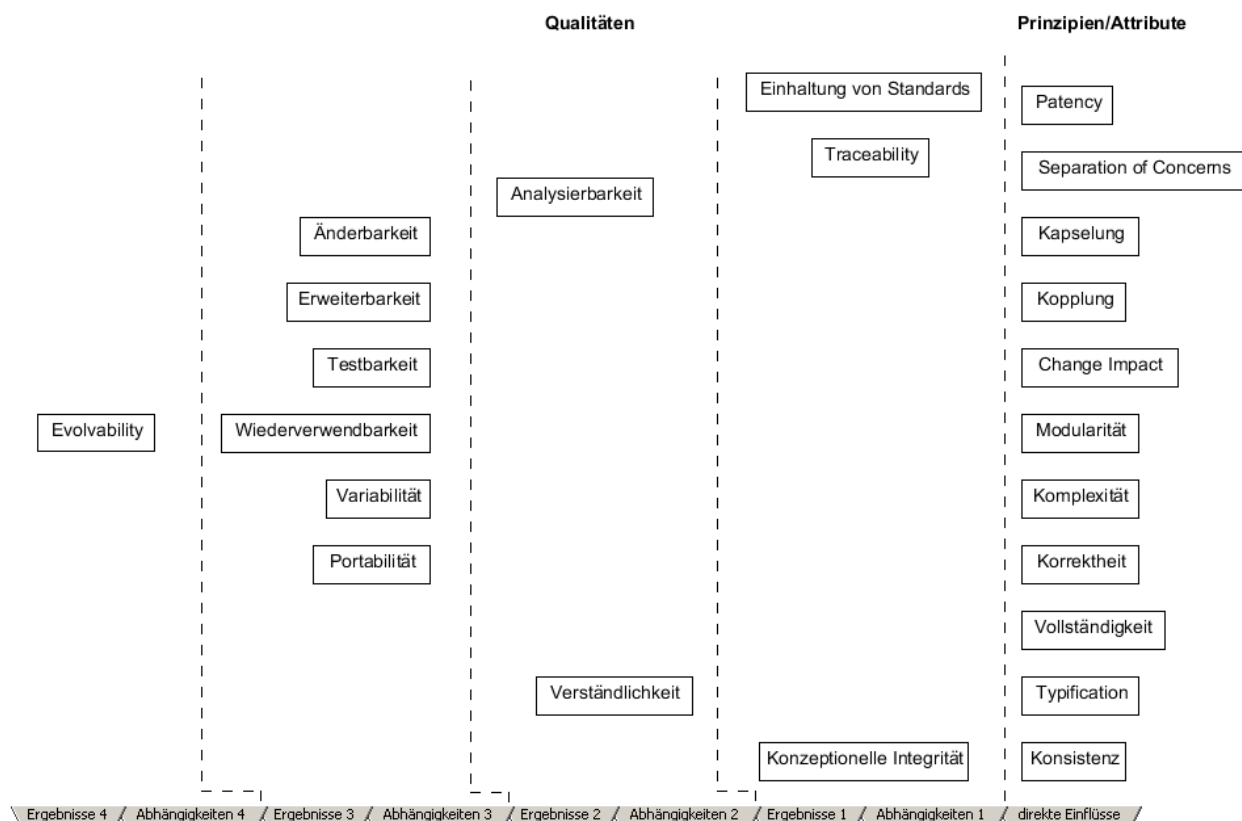 Qualitäten
Prinzipien/Attribute
Einhaltung von Standards
Patency
Traceability
Separation of Concerns
Analysierbarkeit
Änderbarkeit
Kapselung
Erweiterbarkeit
Kopplung
Testbarkeit
Change Impact
Evolvability
Wiederverwendbarkeit
Modularität
Variabilität
Komplexität
Portabilität
Korrektheit
Vollständigkeit
Verständlichkeit
Typification
Konzeptionelle Integrität
Konsistenz
Ergebnisse 4 / Abhängigkeiten 4 / Ergebnisse 3 / Abhängigkeiten 3 / Ergebnisse 2 / Abhängigkeiten 2 / Ergebnisse 1 / Abhängigkeiten 1 / direkte Einflüsse